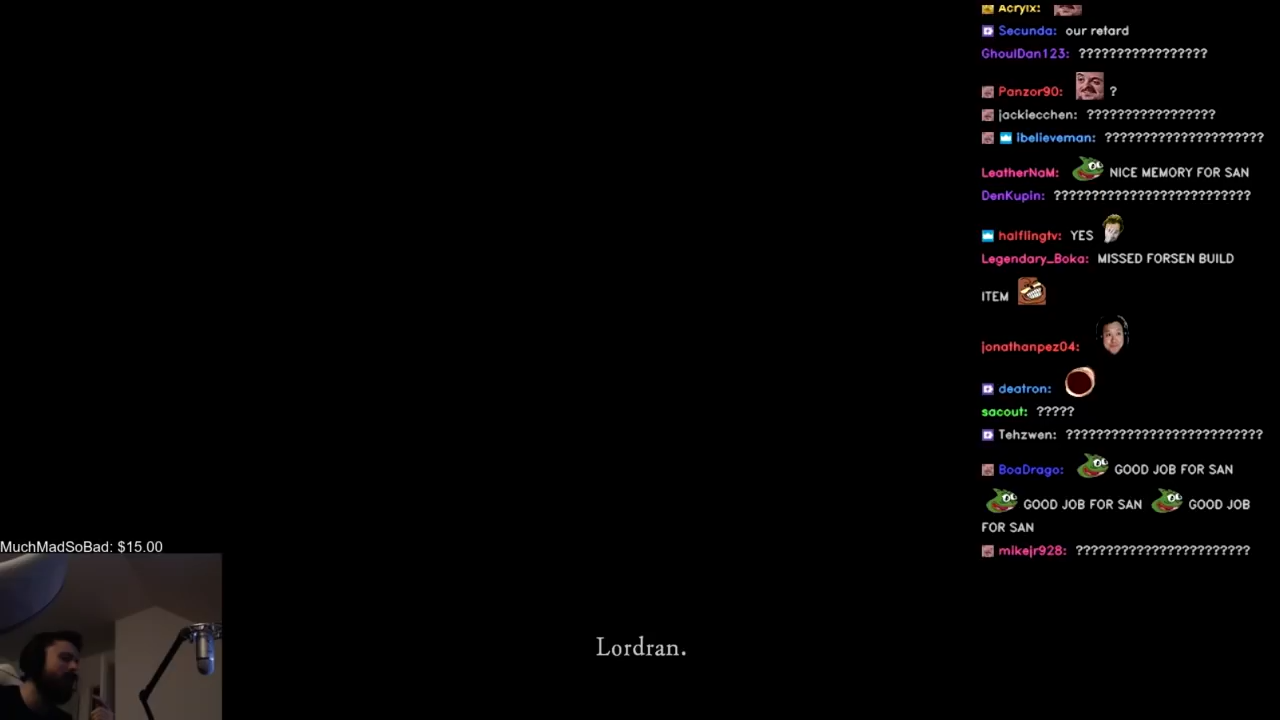 Acrylx:
Secunda: our retard
GhoulDan123: ?????????????????
Panzor90: ?
jackiecchen: ?????????????????
ibelieveman: ?????????????????????
LeatherNaM: NICE MEMORY FOR SAN
DenKupin: ??????????????????????????
halflingtv: YES
Legendary_Boka: MISSED FORSEN BUILD
ITEM
jonathanpez04:
deatron:
sacout: ?????
Tehzwen: ??????????????????????????
BoaDrago: GOOD JOB FOR SAN
GOOD JOB FOR SAN GOOD JOB
FOR SAN
MuchMadSoBad: $15.00
mikejr928: ???????????????????????
Lordran.